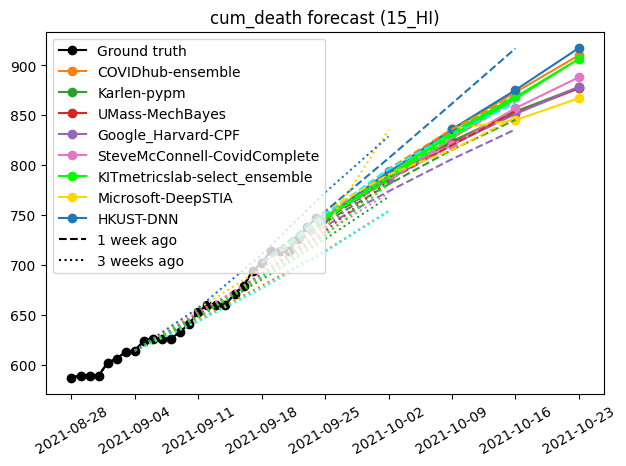 cum_death forecast (15_HI)
900
850
800
750
700
650
600
Ground truth
COVIDhub-ensemble
Karlen-pypm
UMass-MechBayes
Google_Harvard-CPF
SteveMcConnell-CovidComplete
KITmetricslab-select_ensemble
Microsoft-DeepSTIA
HKUST-DNN
1 week ago
3 weeks ago
2021-08-28
2021-09-04
2021-09-11
2021-09-18
2021-09-25
2021-10-02
2021-10-09
2021-10-16
2021-10-23